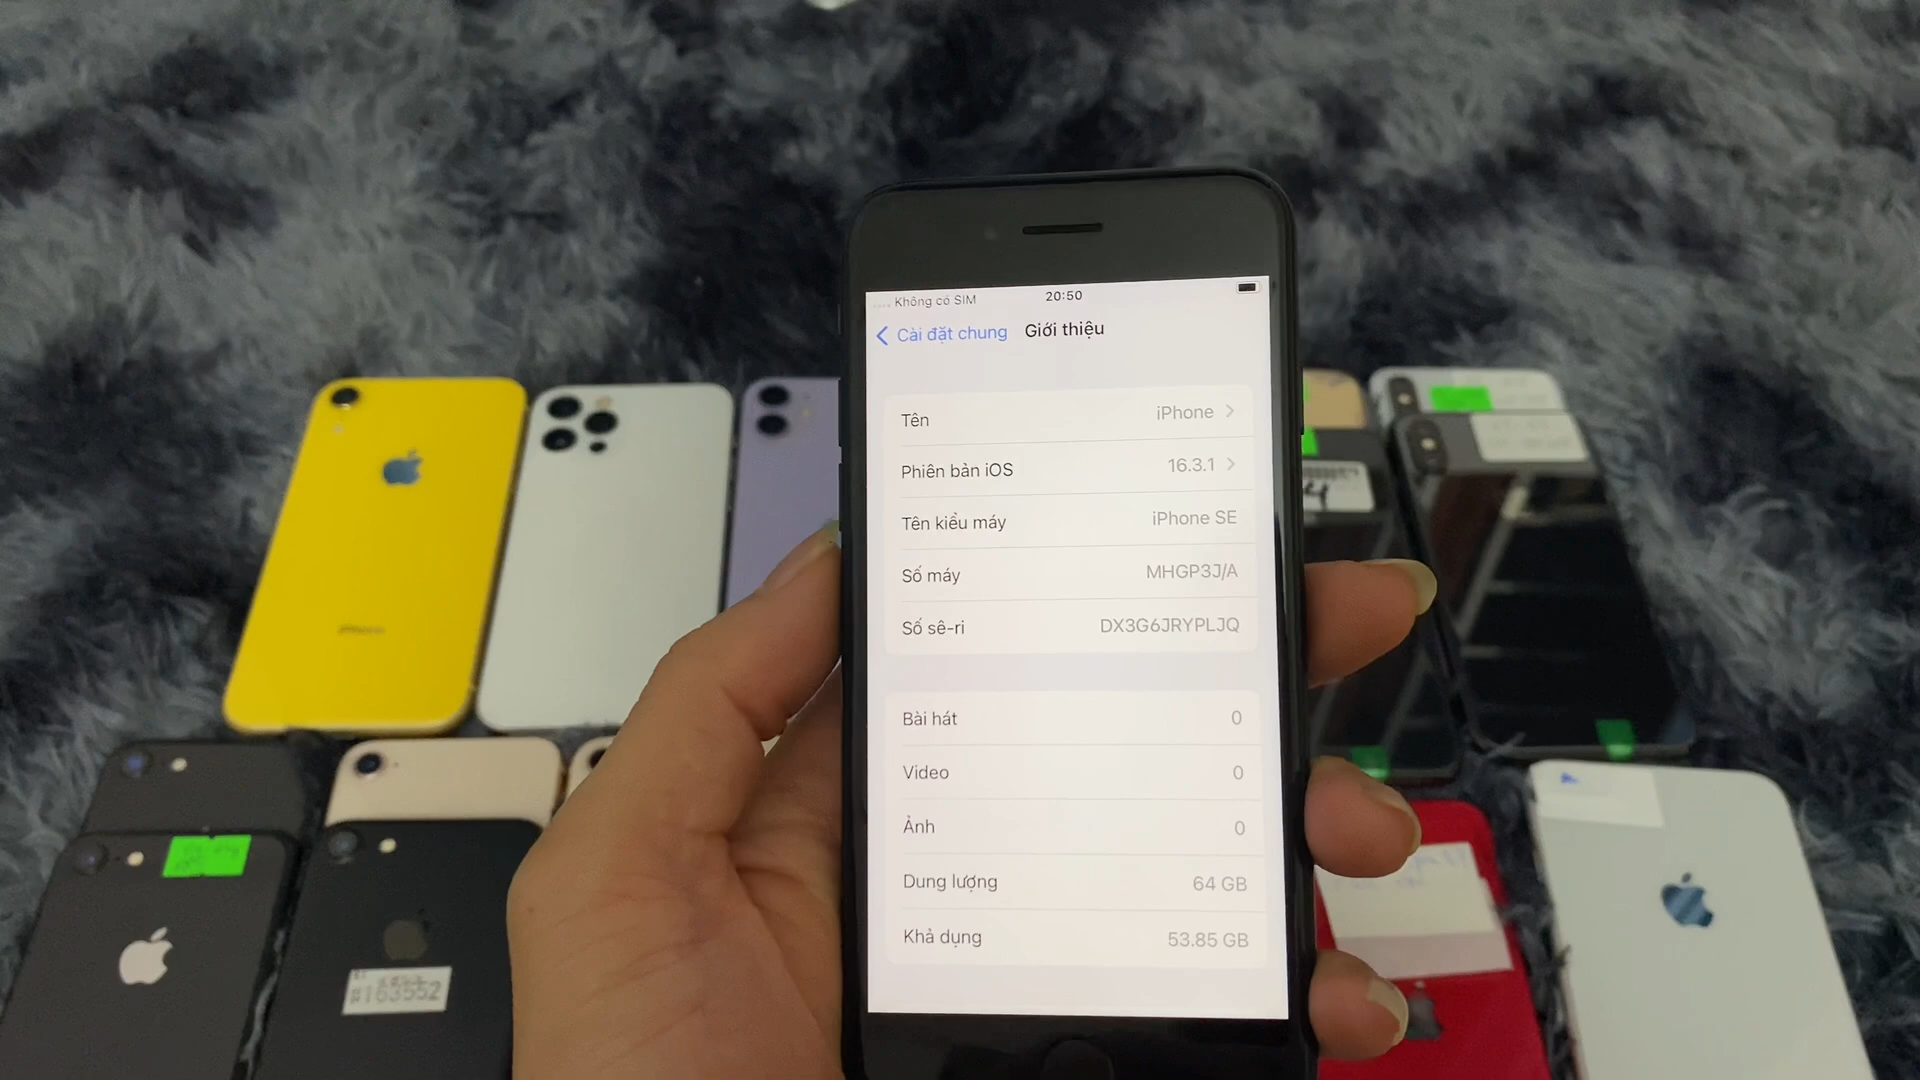 Không có SIM 20:50
Cài đặt chung Giới thiệu
Tên iPhone
Phiên bản iOS 16.3.1
Tên kiểu máy iPhone SE
Số máy MHGP3J/A
Số sê-ri DX3G6JRYPLJQ
Bài hát 0
Video 0
Ảnh 0
Dung lượng 64 GB
Khả dụng 53.85 GB
iPhone
#163552